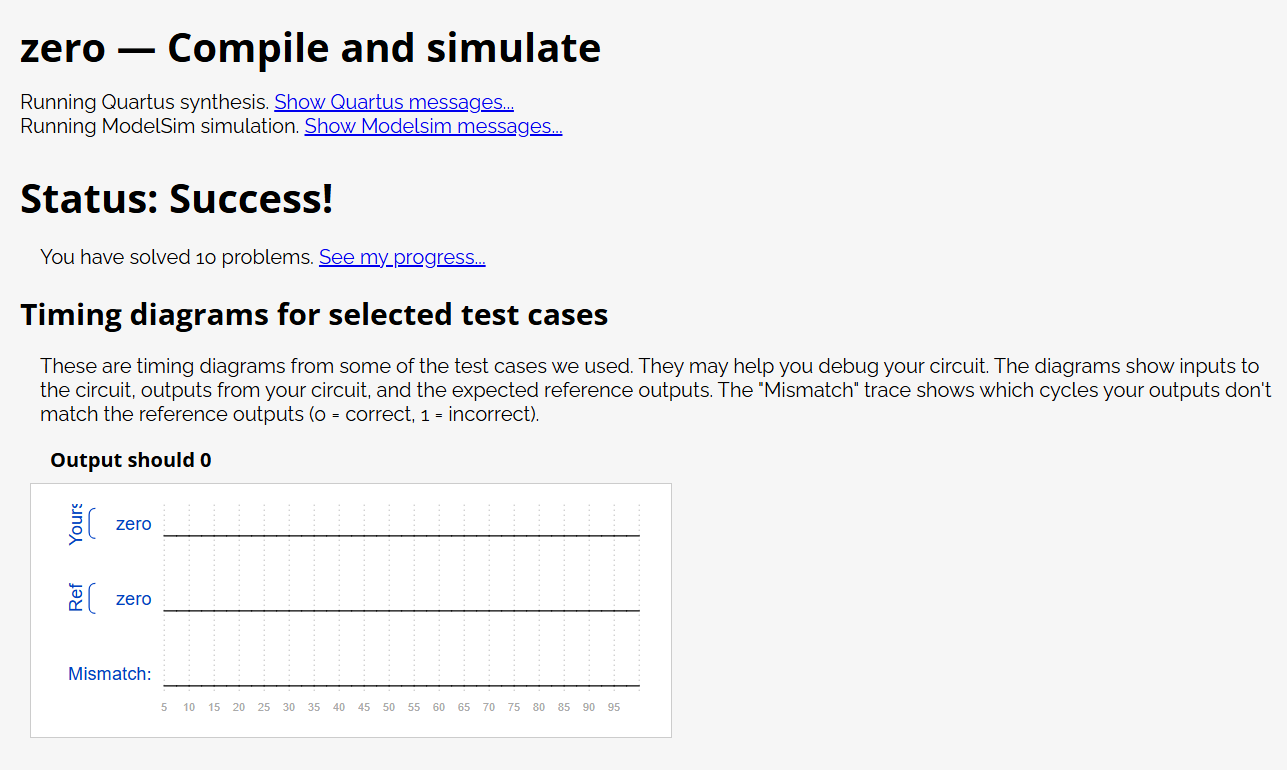 zero — Compile and simulate
Running Quartus synthesis. Show Quartus messages...
Running ModelSim simulation. Show Modelsim messages...
Status: Success!
You have solved 10 problems. See my progress...
Timing diagrams for selected test cases
These are timing diagrams from some of the test cases we used. They may help you debug your circuit. The diagrams show inputs to
the circuit, outputs from your circuit, and the expected reference outputs. The "Mismatch" trace shows which cycles your outputs don't
match the reference outputs (0 = correct, 1 = incorrect).
Output should 0
Yours zero
Ref zero
Mismatch:
5 10 15 20 25 30 35 40 45 50 55 60 65 70 75 80 85 90 95